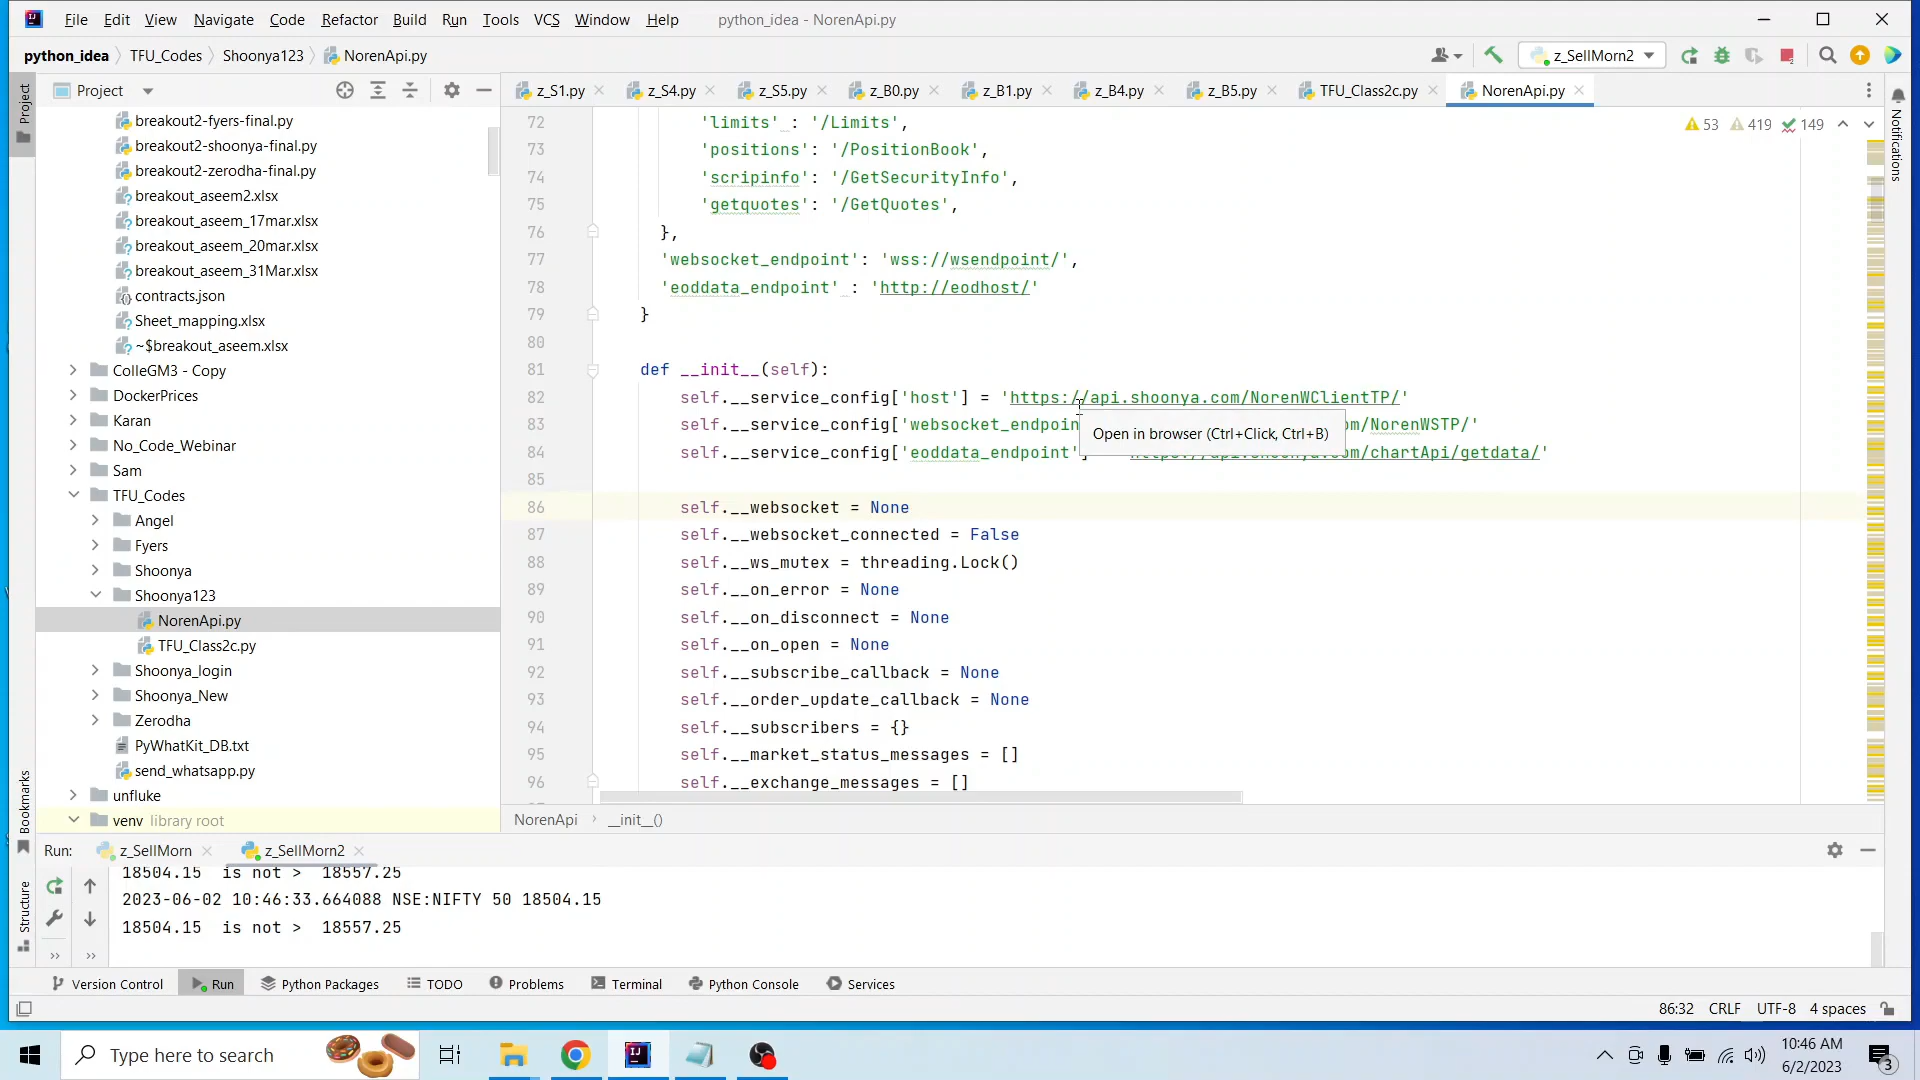 File Edit View Navigate Code Refactor Build Run Tools VCS Window Help python_idea - NorenApi.py
python_idea TFU_Codes Shoonya123 NorenApi.py z_SellMorn2
Project
z_S1.py z_S4.py z_S5.py z_B0.py z_B1.py z_B4.py z_B5.py TFU_Class2c.py NorenApi.py
Project
Bookmarks
Structure
Notifications
breakout2-fyers-final.py
breakout2-shoonya-final.py
breakout2-zerodha-final.py
breakout_aseem2.xlsx
breakout_aseem_17mar.xlsx
breakout_aseem_20mar.xlsx
breakout_aseem_31Mar.xlsx
contracts.json
Sheet_mapping.xlsx
~$breakout_aseem.xlsx
ColleGM3 - Copy
DockerPrices
Karan
No_Code_Webinar
Sam
TFU_Codes
Angel
Fyers
Shoonya
Shoonya123
NorenApi.py
TFU_Class2c.py
Shoonya_login
Shoonya_New
Zerodha
PyWhatKit_DB.txt
send_whatsapp.py
unfluke
venv library root
53 419 149
72 'limits' : '/Limits',
73 'positions': '/PositionBook',
74 'scripinfo': '/GetSecurityInfo',
75 'getquotes': '/GetQuotes',
76 },
77 'websocket_endpoint': 'wss://wsendpoint/',
78 'eoddata_endpoint' : 'http://eodhost/'
79 }
80
81 def __init__(self):
82 self.__service_config['host'] = 'https://api.shoonya.com/NorenWClientTP/'
83 self.__service_config['websocket_endpoin om/NorenWSTP/'
Open in browser (Ctrl+Click, Ctrl+B)
84 self.__service_config['eoddata_endpoint'] 'https://api.shoonya.com/chartApi/getdata/'
85
86 self.__websocket = None
87 self.__websocket_connected = False
88 self.__ws_mutex = threading.Lock()
89 self.__on_error = None
90 self.__on_disconnect = None
91 self.__on_open = None
92 self.__subscribe_callback = None
93 self.__order_update_callback = None
94 self.__subscribers = {}
95 self.__market_status_messages = []
96 self.__exchange_messages = []
NorenApi __init__()
Run: z_SellMorn z_SellMorn2
18504.15 is not > 18557.25
2023-06-02 10:46:33.664088 NSE:NIFTY 50 18504.15
18504.15 is not > 18557.25
Version Control Run Python Packages TODO Problems Terminal Python Console Services
86:32 CRLF UTF-8 4 spaces
Type here to search
10:46 AM
6/2/2023
3